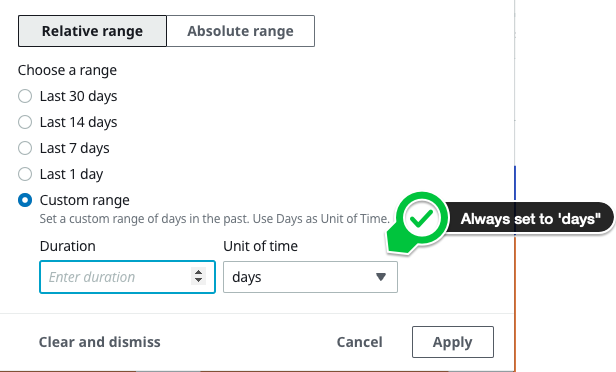 Relative range Absolute range
Choose a range
Last 30 days
Last 14 days
Last 7 days
Last 1 day
Custom range
Set a custom range of days in the past. Use Days as Unit of Time.
Always set to 'days"
Duration Unit of time
Enter duration days
Clear and dismiss Cancel Apply